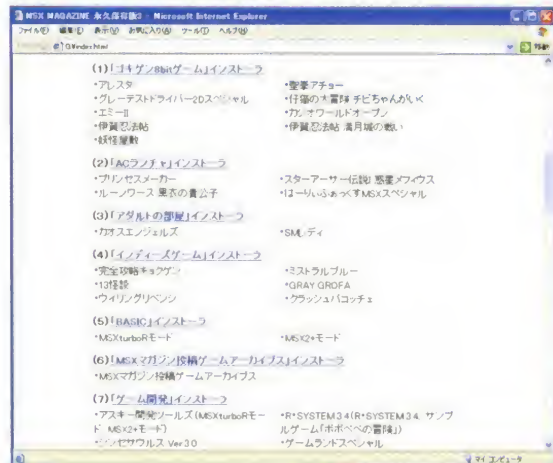 MSX MAGAZINE 永久保存版3 - Microsoft Internet Explorer
ファイル(F) 編集(E) 表示(V) お気に入り(A) ツール(T) ヘルプ(H)
index.html
(1)「ゴキゲン8bitゲーム」インストーラ
・アレスタ ・聖拳アチョー
・グレーテストドライバー2Dスペシャル ・仔猫の大冒険 チビちゃんがいく
・エミーII ・カレオワールドオープン
・伊賀忍法帖 ・伊賀忍法帖 満月城の戦い
・妖怪屋敷
(2)「ACランチャ」インストーラ
・プリンセスメーカー ・スターアーサー伝説I 惑星メフィウス
・ルーンワース 黒衣の貴公子 ・はーりぃふぉっくすMSXスペシャル
(3)「アダルトの部屋」インストーラ
・カオスエンジェルズ
(4)「インディーズゲーム」インストーラ
・完全攻略キョクゲン ・ミストラルブルー
・13怪談 ・GRAY GROFA
・ウイリングリベンジ ・クラッシュバコッチェ
(5)「BASIC」インストーラ
・MSXturboRモード ・MSX2+モード
(6)「MSXマガジン投稿ゲームアーカイブス」インストーラ
・MSXマガジン投稿ゲームアーカイブス
(7)「ゲーム開発」インストーラ
・アスキー開発ツールズ(MSXturboRモー ・R*SYSTEM3.4(R*SYSTEM3.4、サンプ
ド MSX2+モード) ルゲーム「ポポペペの冒険」)
・シンセサウルス Ver3.0 ・ゲームランドスペシャル
マイ コンピュータ